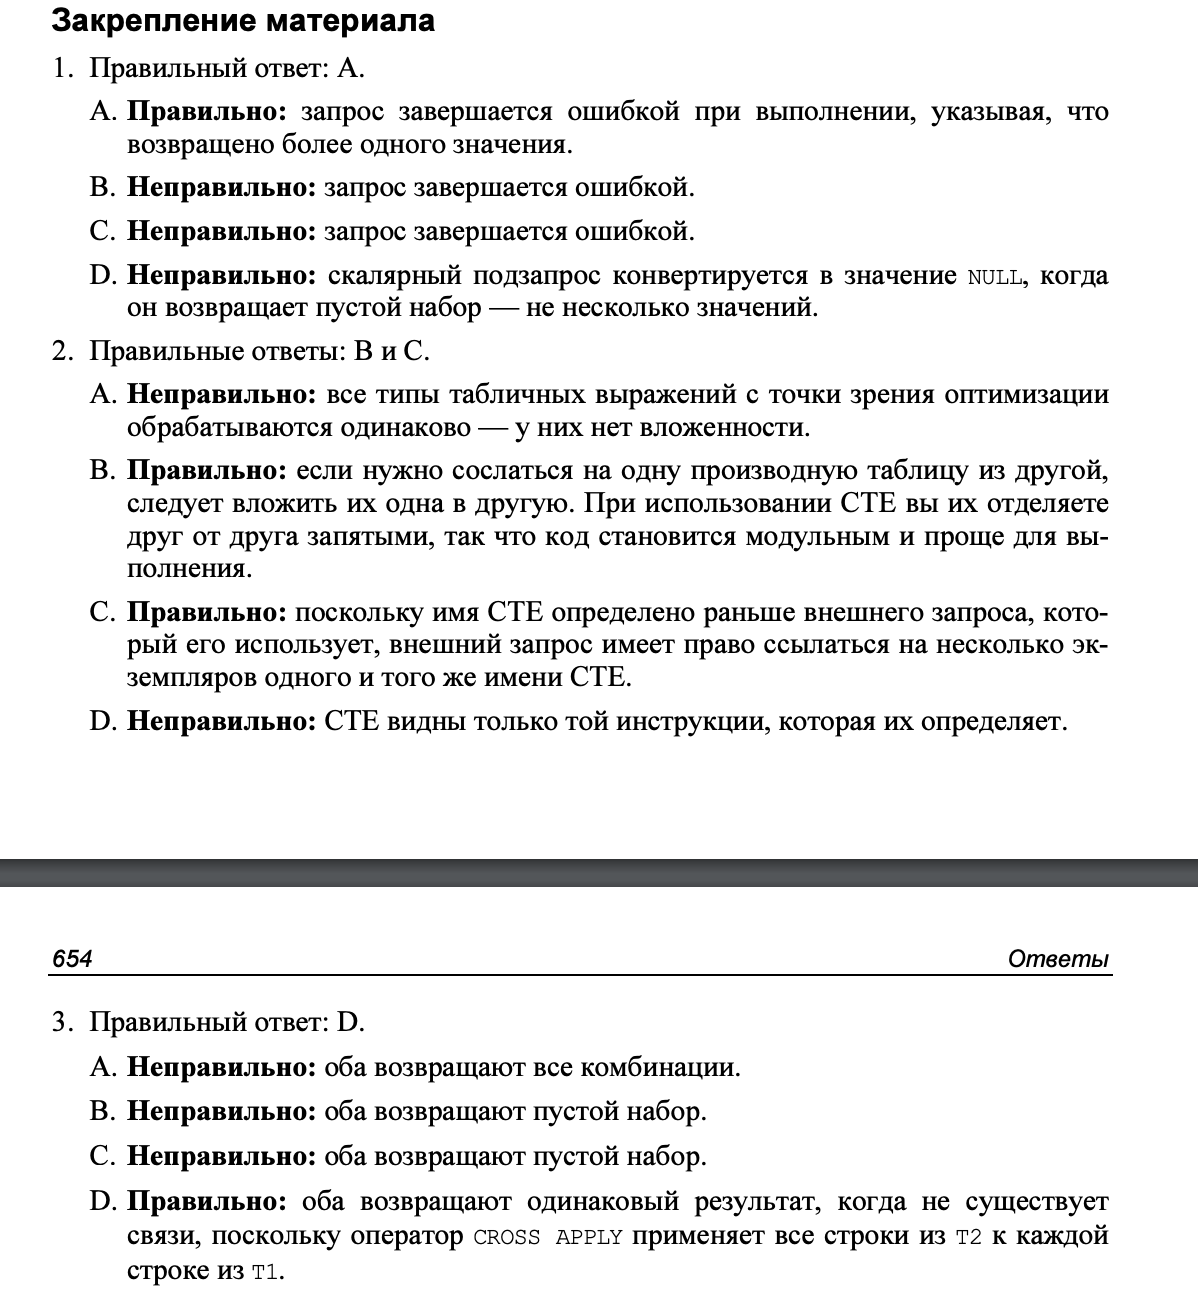 Закрепление материала
1. Правильный ответ: A.
A. Правильно: запрос завершается ошибкой при выполнении, указывая, что
возвращено более одного значения.
B. Неправильно: запрос завершается ошибкой.
C. Неправильно: запрос завершается ошибкой.
D. Неправильно: скалярный подзапрос конвертируется в значение NULL, когда
он возвращает пустой набор — не несколько значений.
2. Правильные ответы: B и C.
A. Неправильно: все типы табличных выражений с точки зрения оптимизации
обрабатываются одинаково — у них нет вложенности.
B. Правильно: если нужно сослаться на одну производную таблицу из другой,
следует вложить их одна в другую. При использовании CTE вы их отделяете
друг от друга запятыми, так что код становится модульным и проще для вы-
полнения.
C. Правильно: поскольку имя CTE определено раньше внешнего запроса, кото-
рый его использует, внешний запрос имеет право ссылаться на несколько эк-
земпляров одного и того же имени CTE.
D. Неправильно: CTE видны только той инструкции, которая их определяет.
654 Ответы
3. Правильный ответ: D.
A. Неправильно: оба возвращают все комбинации.
B. Неправильно: оба возвращают пустой набор.
C. Неправильно: оба возвращают пустой набор.
D. Правильно: оба возвращают одинаковый результат, когда не существует
связи, поскольку оператор CROSS APPLY применяет все строки из T2 к каждой
строке из T1.